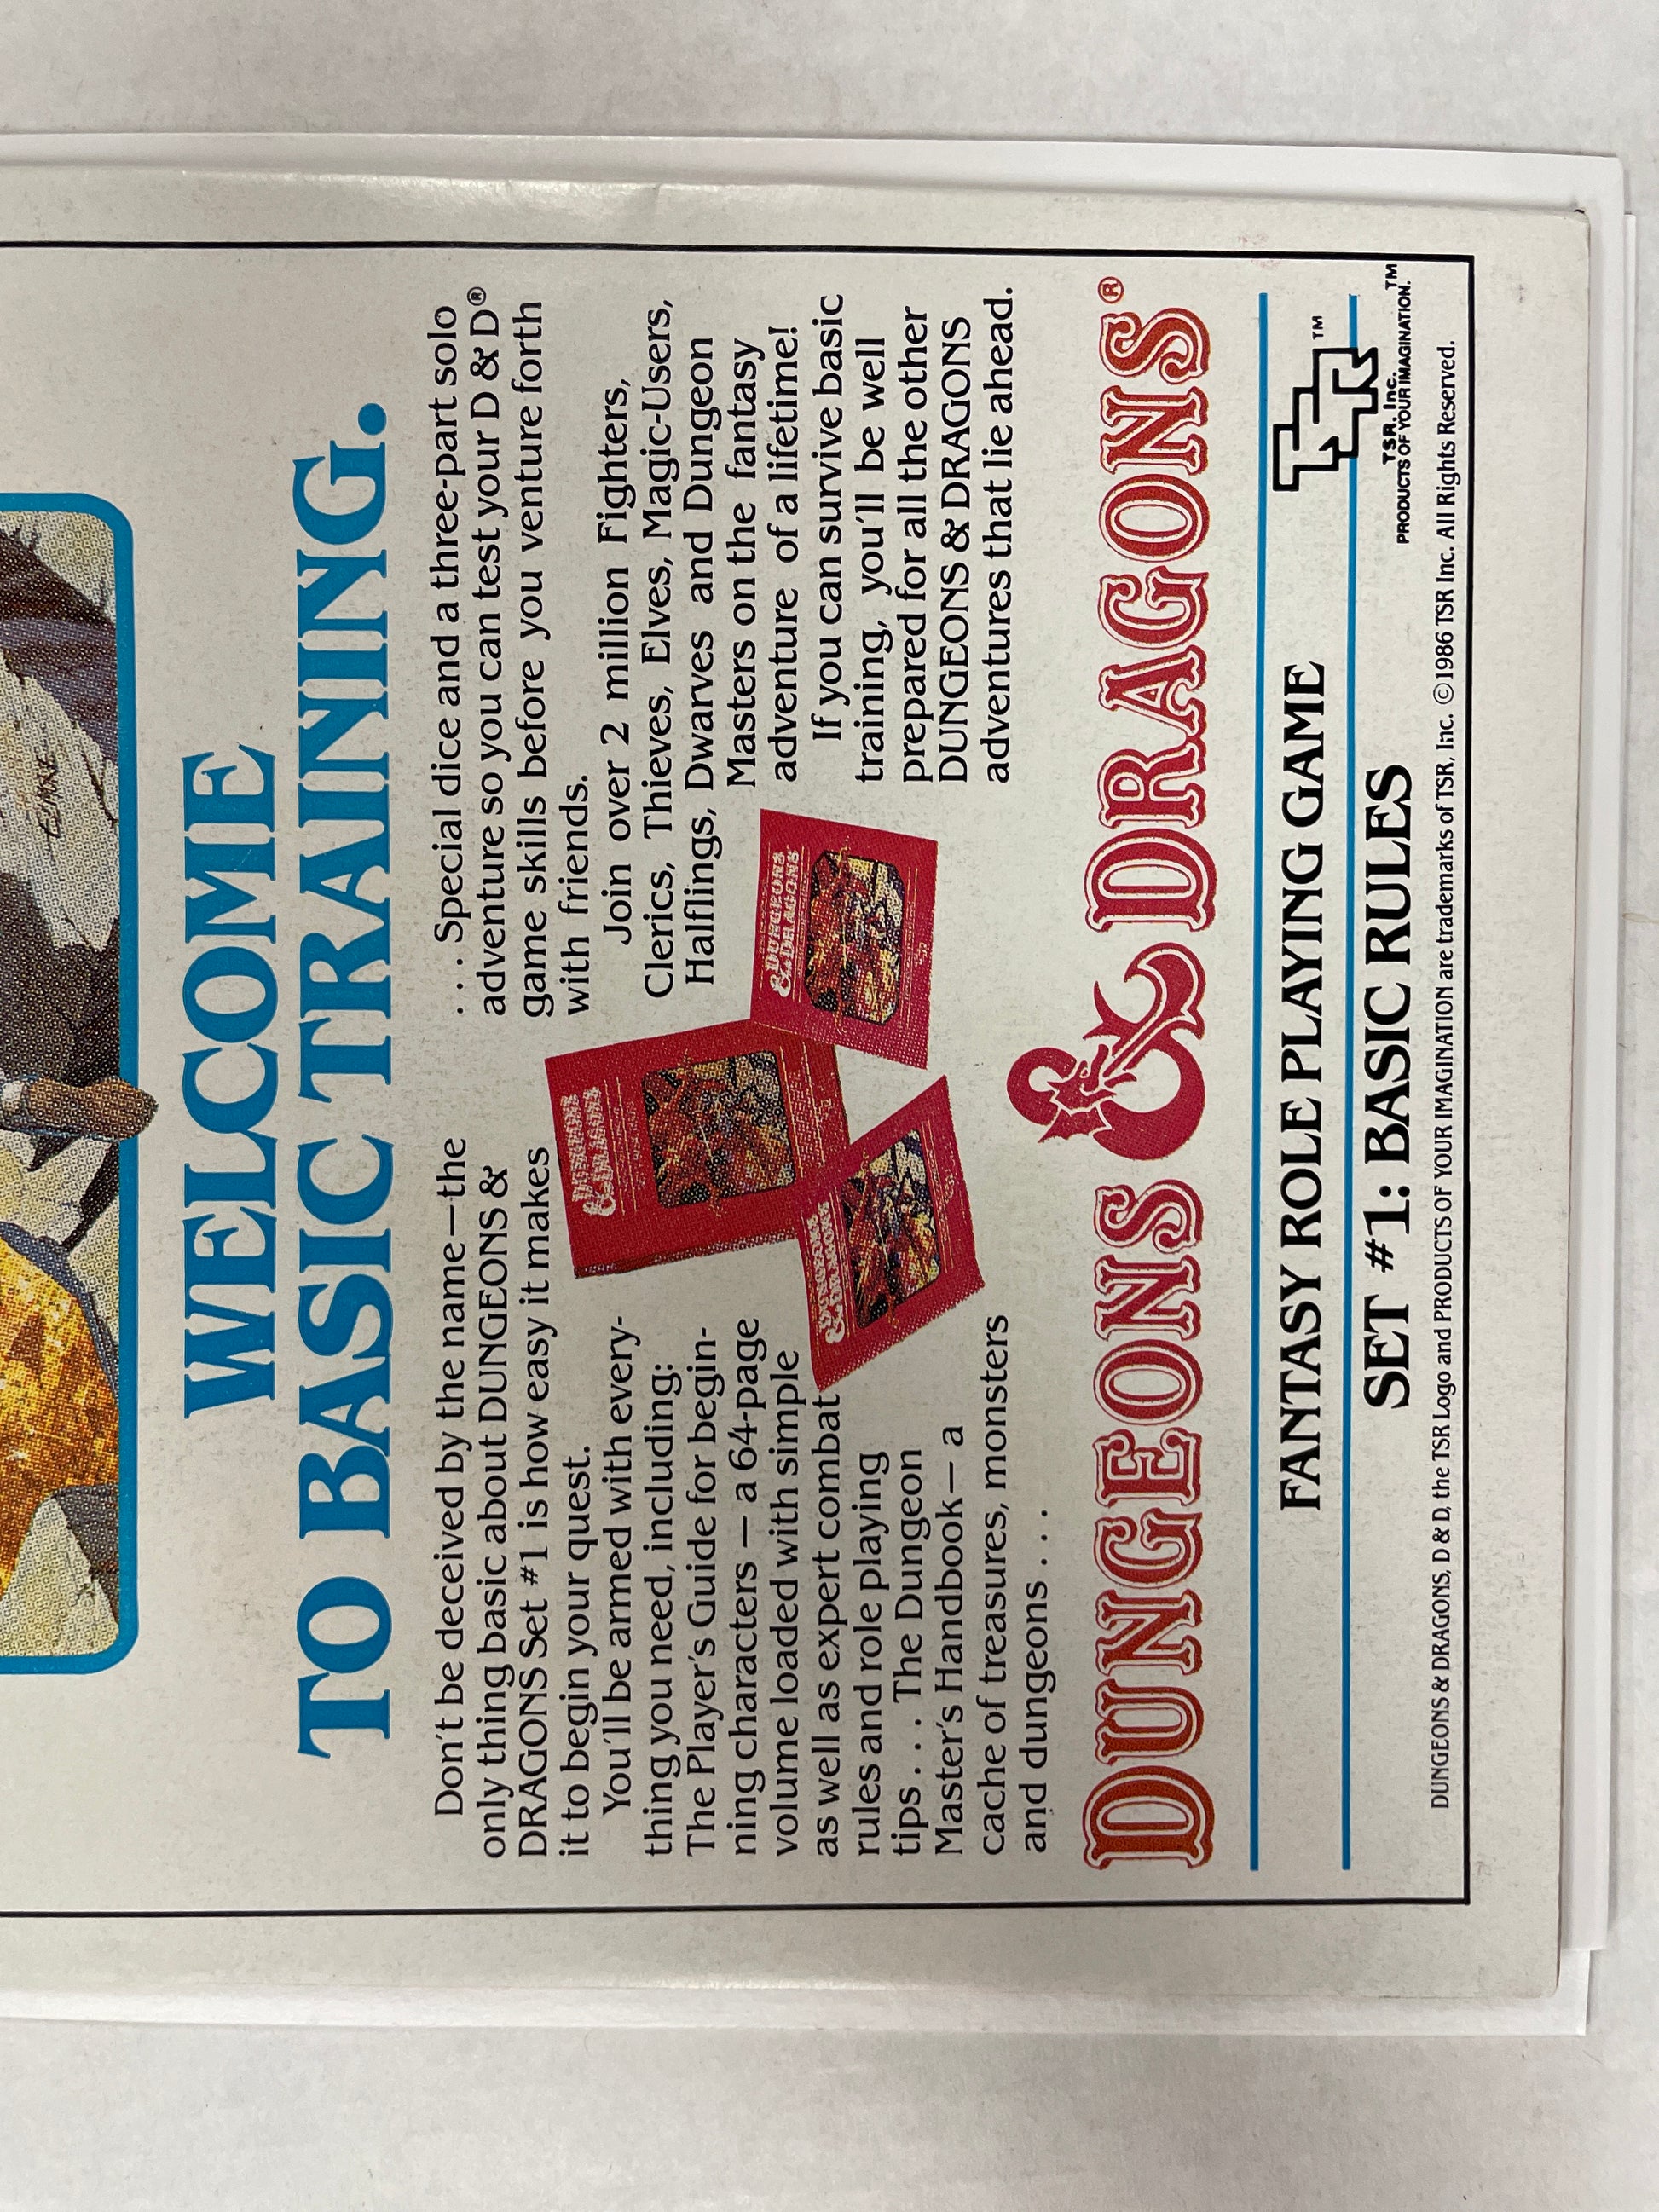 GURNEY
WELCOME
TO BASIC TRAINING.
Don't be deceived by the name—the
only thing basic about DUNGEONS &
DRAGONS Set #1 is how easy it makes
it to begin your quest.
You'll be armed with every-
thing you need, including:
The Player's Guide for begin-
ning characters — a 64-page
volume loaded with simple
as well as expert combat
rules and role playing
tips . . . The Dungeon
Master's Handbook— a
cache of treasures, monsters
and dungeons . . .
. . . Special dice and a three-part solo
adventure so you can test your D & D®
game skills before you venture forth
with friends.
Join over 2 million Fighters,
Clerics, Thieves, Elves, Magic-Users,
Halflings, Dwarves and Dungeon
Masters on the fantasy
adventure of a lifetime!
If you can survive basic
training, you'll be well
prepared for all the other
DUNGEONS & DRAGONS
adventures that lie ahead.
DUNGEONS
& DRAGONS
DUNGEONS
& DRAGONS
DUNGEONS
& DRAGONS
DUNGEONS & DRAGONS®
FANTASY ROLE PLAYING GAME
SET #1: BASIC RULES
TSR™
TSR, Inc.
PRODUCTS OF YOUR IMAGINATION.™
DUNGEONS & DRAGONS, D & D, the TSR Logo and PRODUCTS OF YOUR IMAGINATION are trademarks of TSR, Inc. ©1986 TSR Inc. All Rights Reserved.